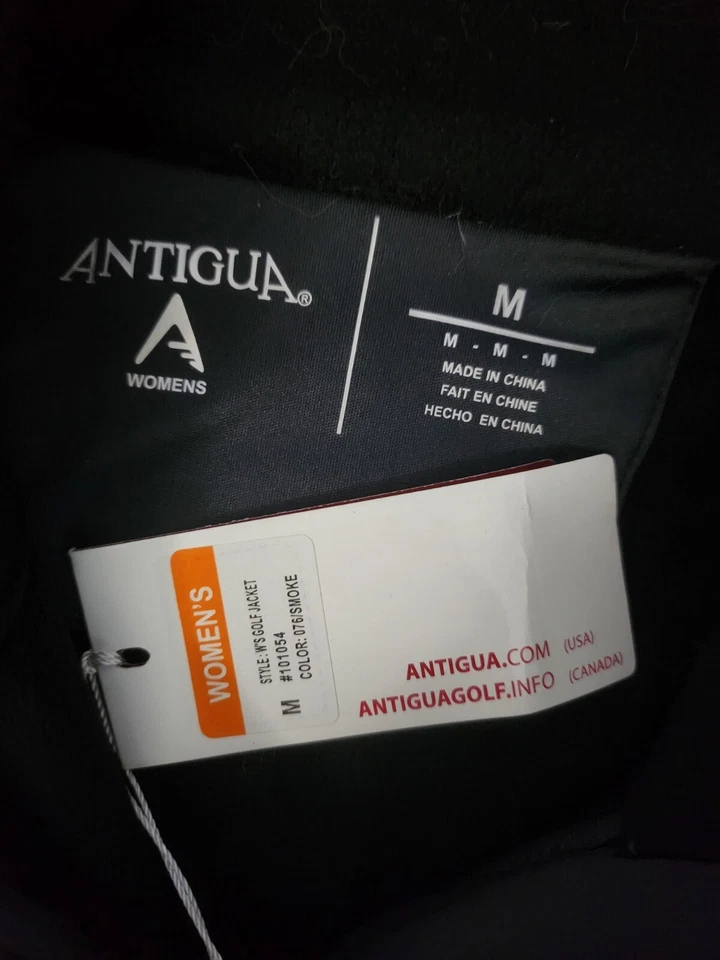 ANTIGUA®
WOMENS
M
M - M - M
MADE IN CHINA
FAIT EN CHINE
HECHO EN CHINA
WOMEN'S
STYLE: W'S GOLF JACKET
M #101054
COLOR: 076/SMOKE
ANTIGUA.COM (USA)
ANTIGUAGOLF.INFO (CANADA)